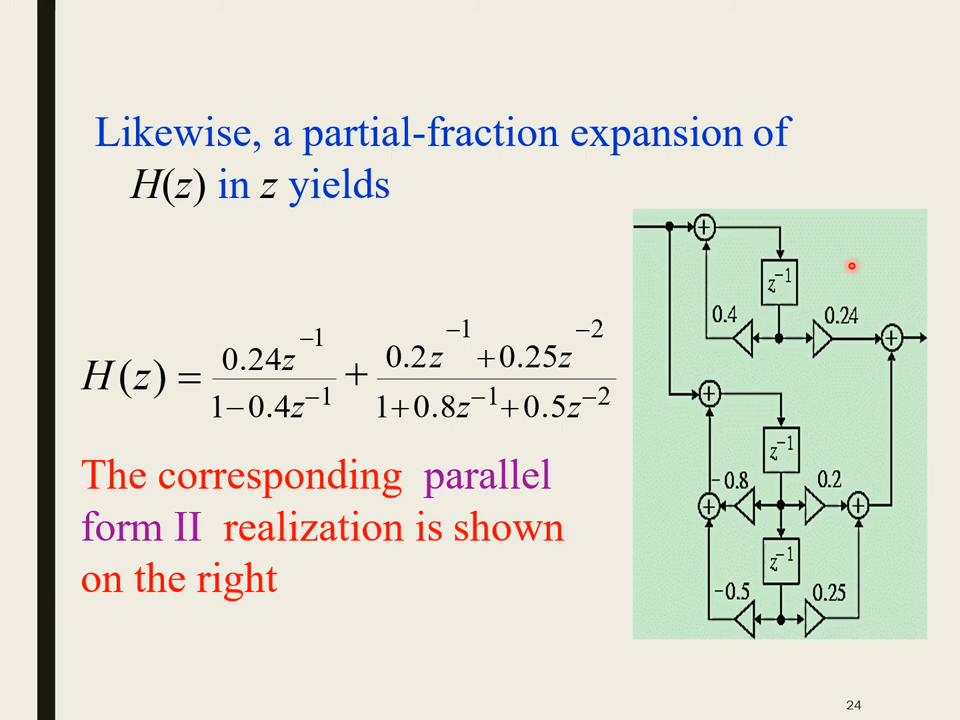 Likewise, a partial-fraction expansion of
H(z) in z yields
H(z) = 0.24z⁻¹ / (1−0.4z⁻¹) + (0.2z⁻¹+0.25z⁻²) / (1+0.8z⁻¹+0.5z⁻²)
The corresponding parallel
form II realization is shown
on the right
+
z⁻¹
0.4 0.24
+
+
z⁻¹
-0.8 0.2
+ +
z⁻¹
-0.5 0.25
24